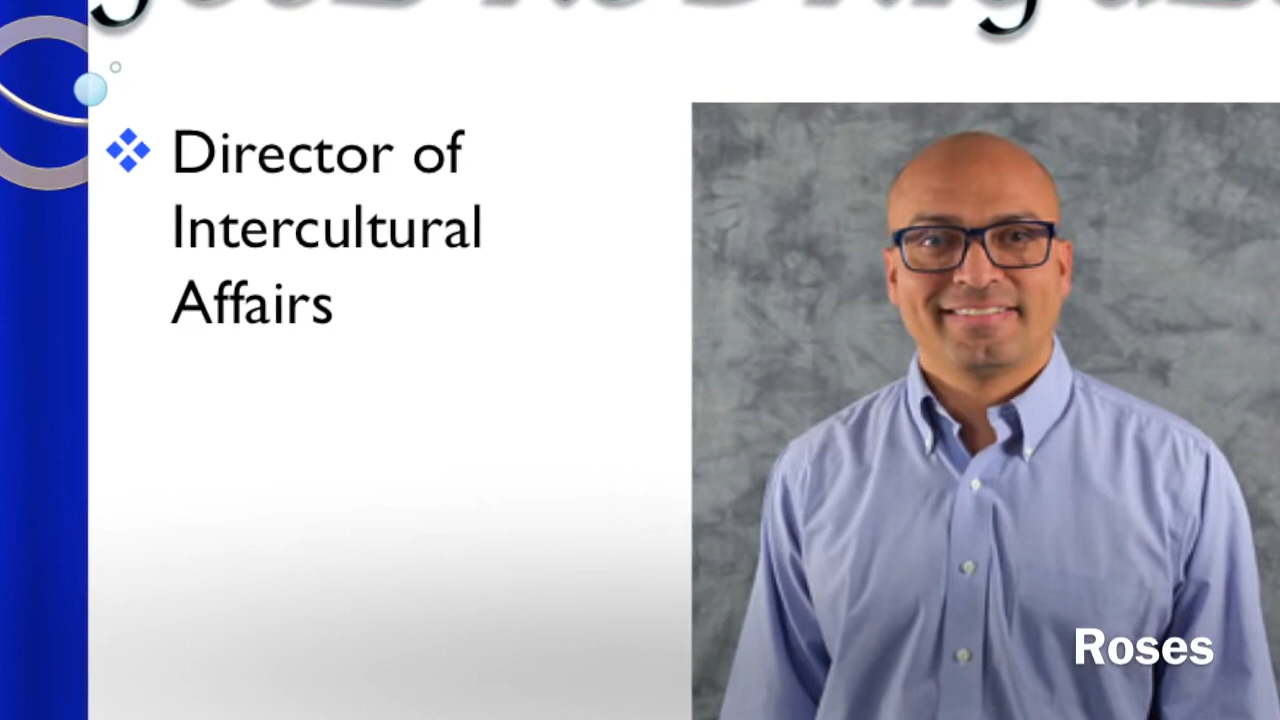 Director of
Intercultural
Affairs
Roses